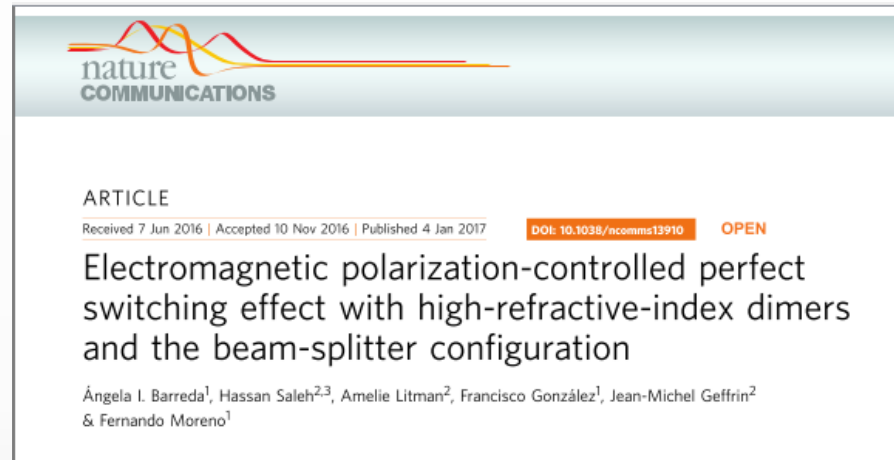 nature
COMMUNICATIONS
ARTICLE
Received 7 Jun 2016 | Accepted 10 Nov 2016 | Published 4 Jan 2017 DOI: 10.1038/ncomms13910 OPEN
Electromagnetic polarization-controlled perfect
switching effect with high-refractive-index dimers
and the beam-splitter configuration
Ángela I. Barreda1, Hassan Saleh2,3, Amelie Litman2, Francisco González1, Jean-Michel Geffrin2
& Fernando Moreno1